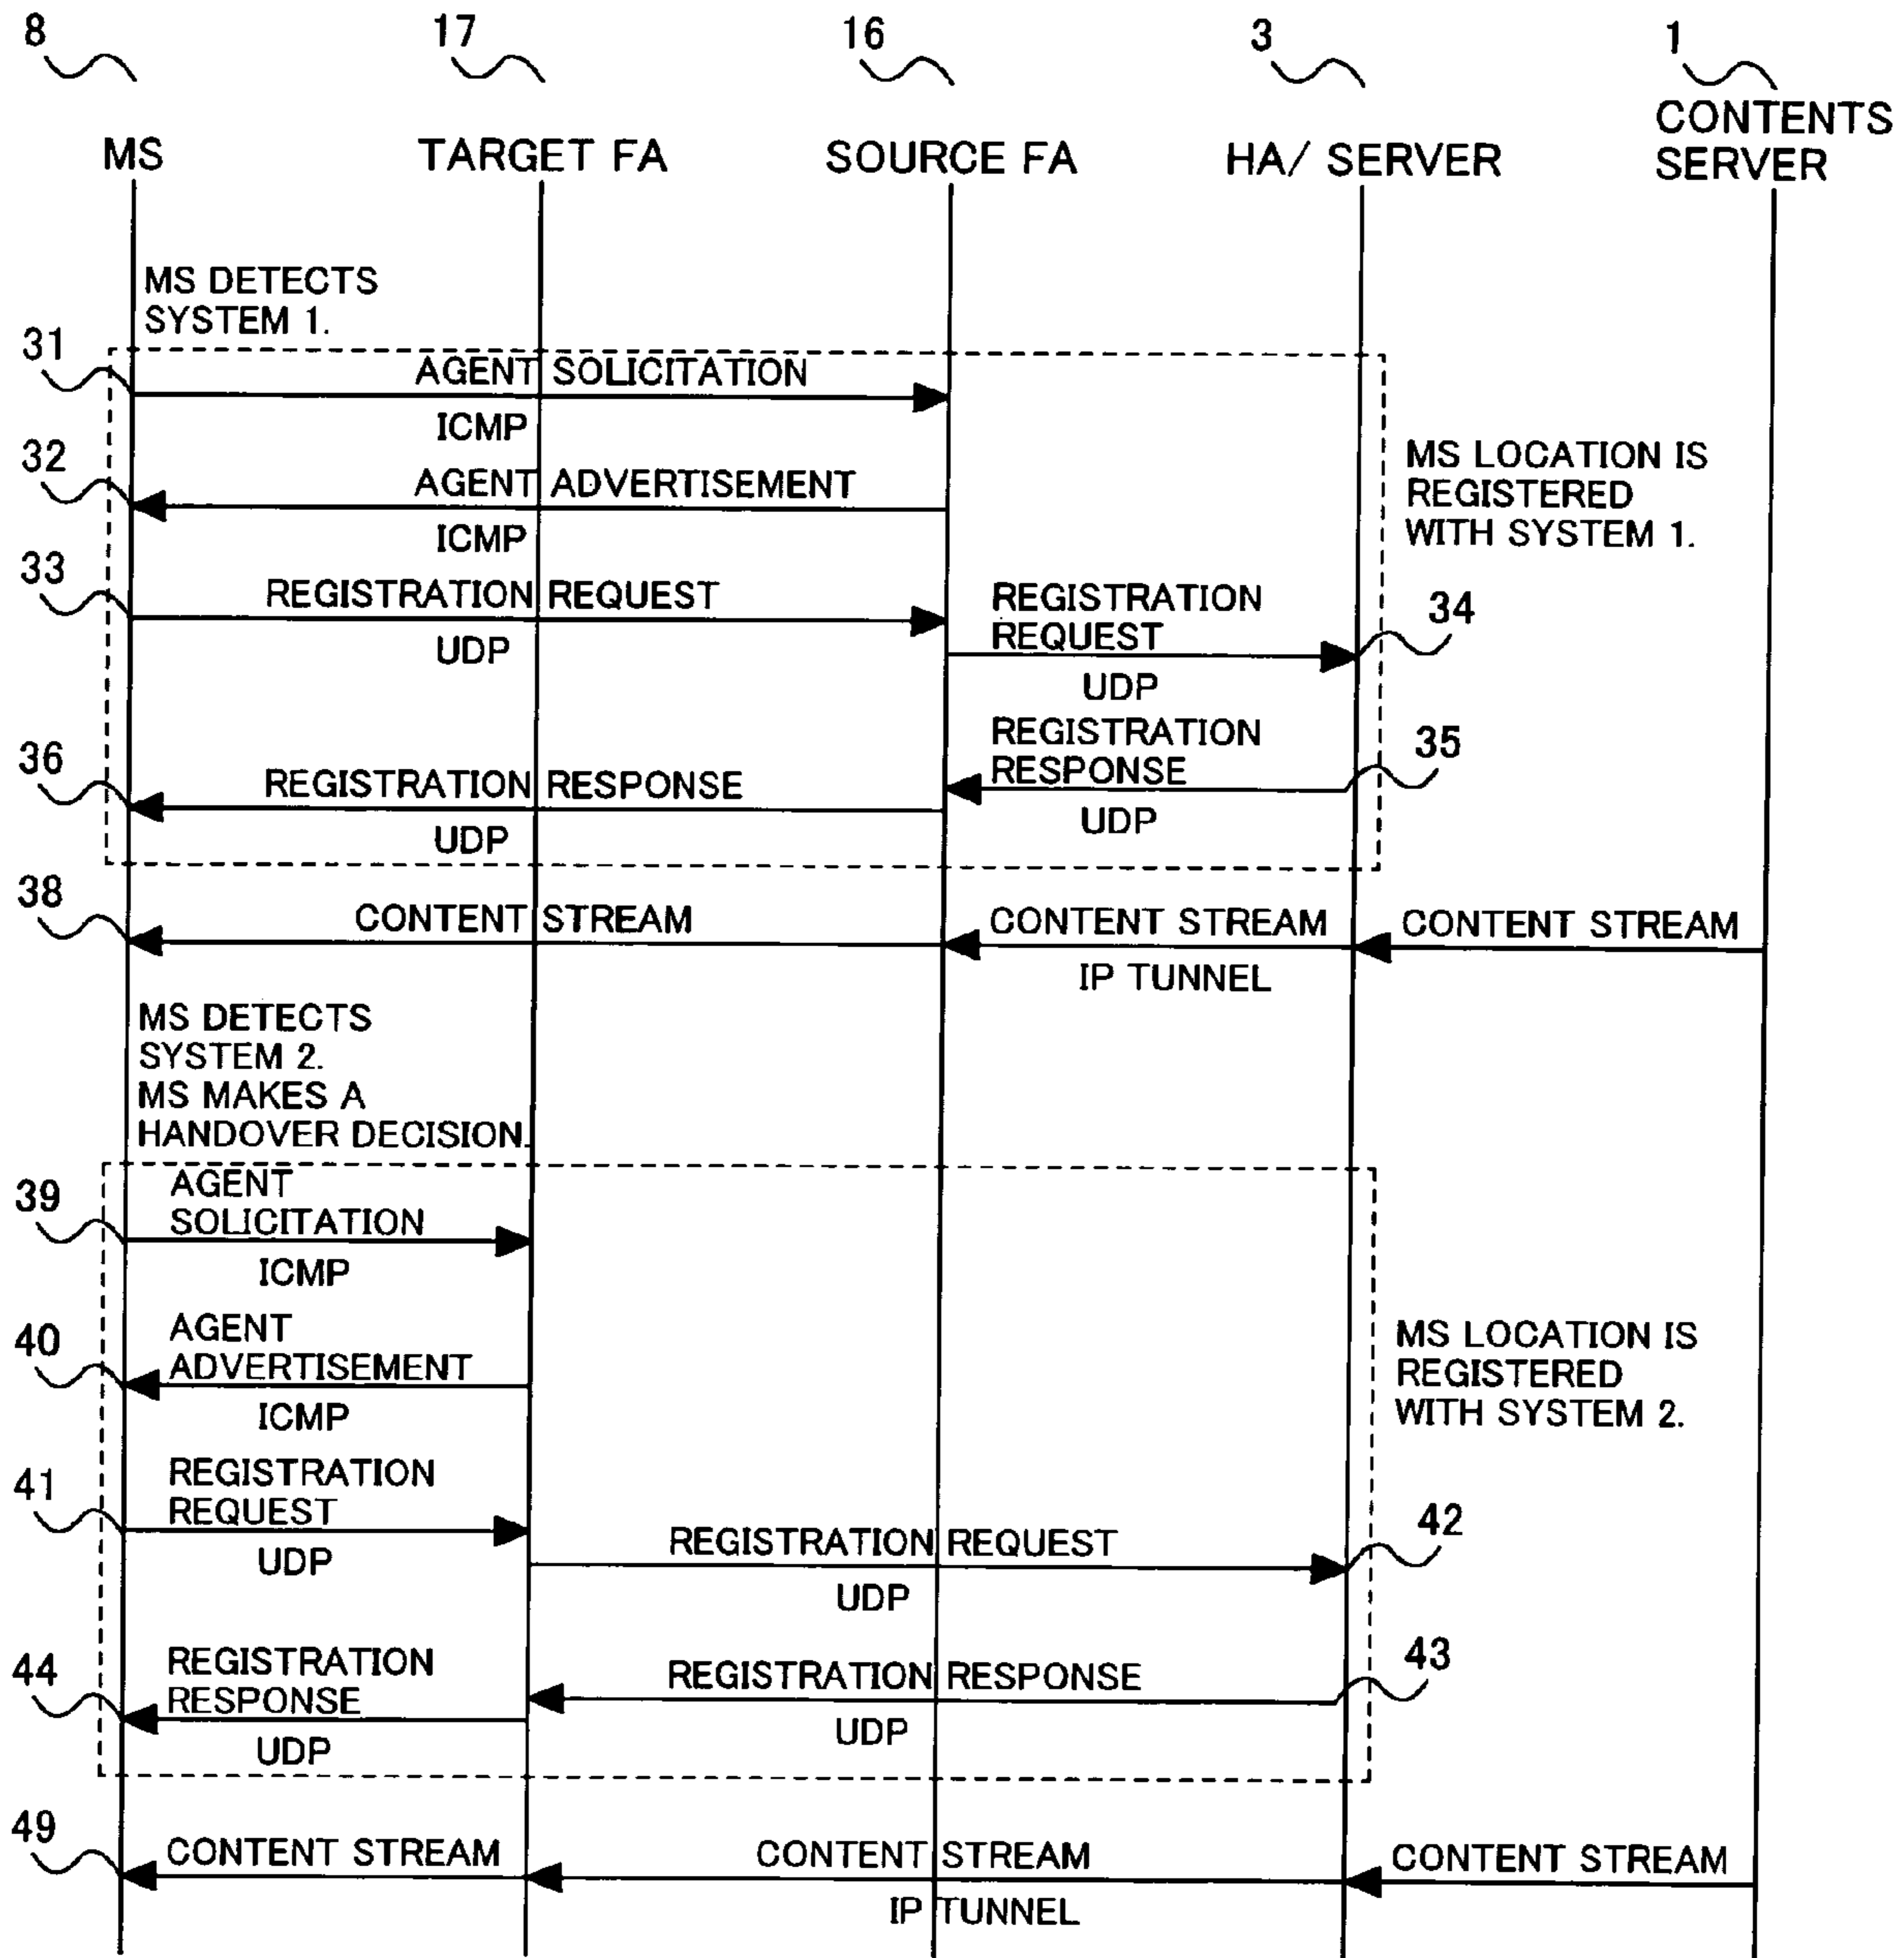 8
17
16
3
1
MS
TARGET FA
SOURCE FA
HA/ SERVER
CONTENTS
SERVER
MS DETECTS
SYSTEM 1.
31
AGENT SOLICITATION
ICMP
32
AGENT ADVERTISEMENT
ICMP
MS LOCATION IS
REGISTERED
WITH SYSTEM 1.
33
REGISTRATION REQUEST
UDP
REGISTRATION
REQUEST
UDP
34
REGISTRATION
RESPONSE
UDP
35
36
REGISTRATION RESPONSE
UDP
38
CONTENT STREAM
CONTENT STREAM
IP TUNNEL
CONTENT STREAM
MS DETECTS
SYSTEM 2.
MS MAKES A
HANDOVER DECISION.
39
AGENT
SOLICITATION
ICMP
40
AGENT
ADVERTISEMENT
ICMP
MS LOCATION IS
REGISTERED
WITH SYSTEM 2.
41
REGISTRATION
REQUEST
UDP
REGISTRATION REQUEST
UDP
42
44
REGISTRATION
RESPONSE
UDP
REGISTRATION RESPONSE
UDP
43
49
CONTENT STREAM
CONTENT STREAM
IP TUNNEL
CONTENT STREAM